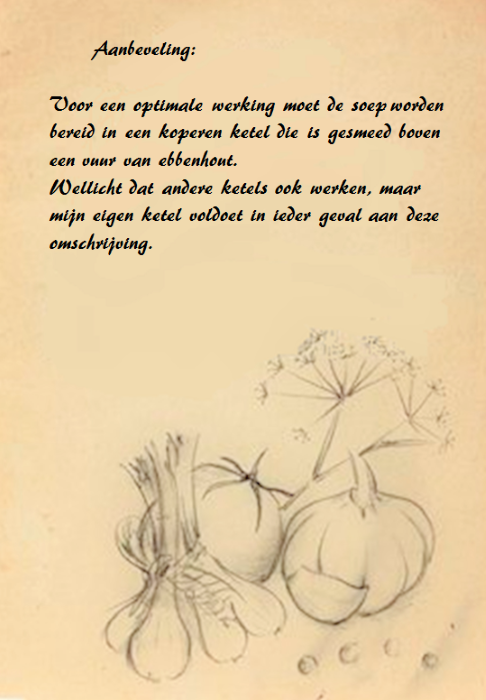 Aanbeveling:
Voor een optimale werking moet de soep worden
bereid in een koperen ketel die is gesmeed boven
een vuur van ebbenhout.
Wellicht dat andere ketels ook werken, maar
mijn eigen ketel voldoet in ieder geval aan deze
omschrijving.